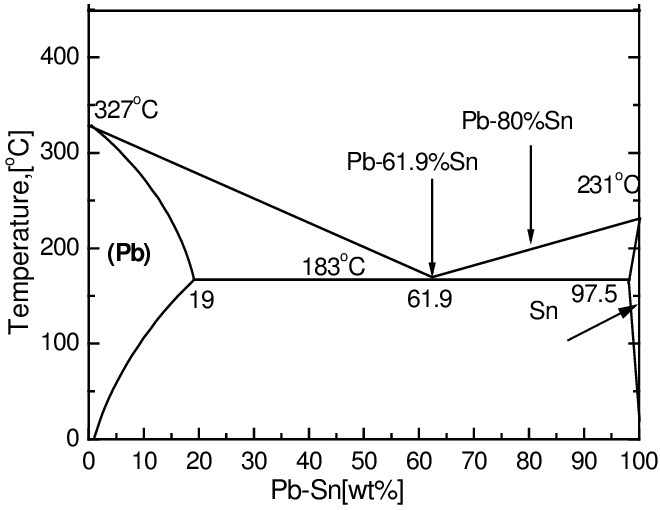 400
327°C
Pb-80%Sn
300
Pb-61.9%Sn
231°C
Temperature,[°C]
(Pb)
200
183°C
19
61.9
97.5
Sn
100
0
0 10 20 30 40 50 60 70 80 90 100
Pb-Sn[wt%]